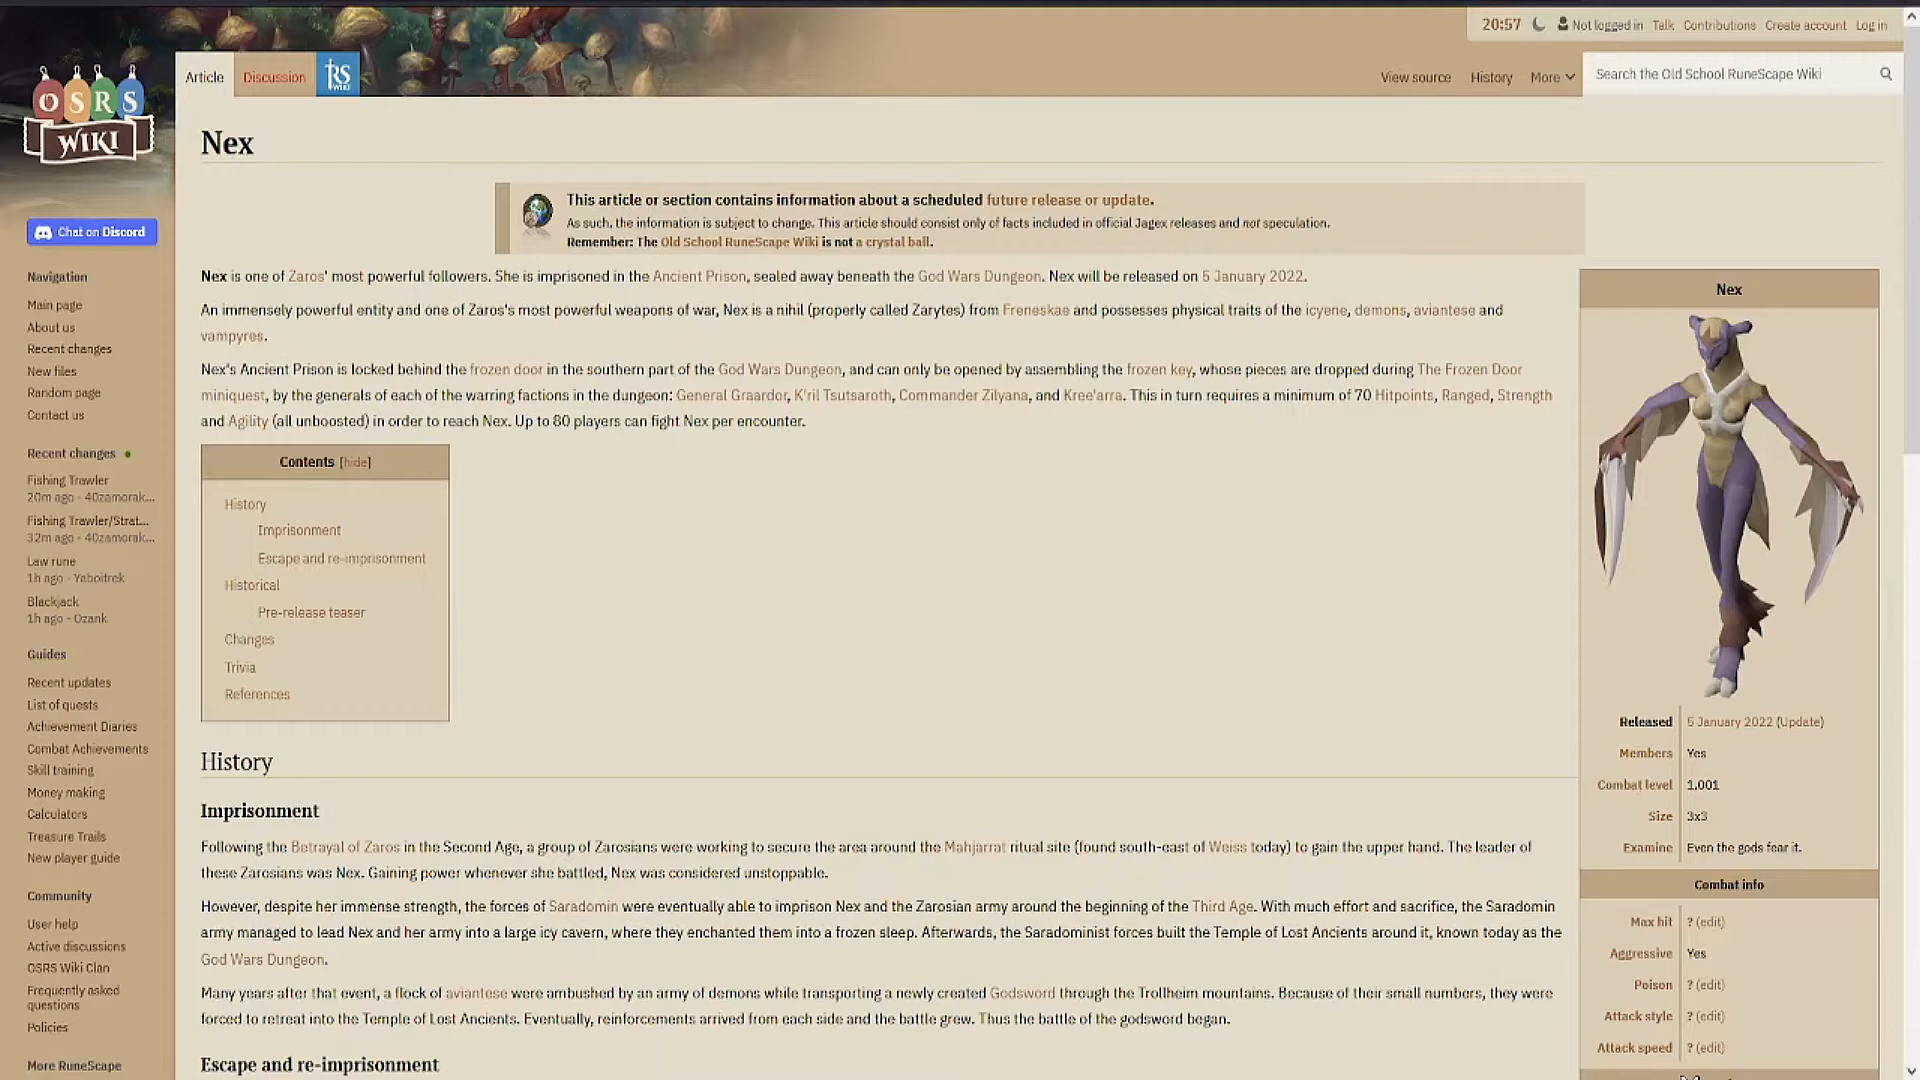 20:57 Not logged in Talk Contributions Create account Log in
OSRS
WIKI
Article Discussion RS WIKI View source History More Search the Old School RuneScape Wiki
Nex
This article or section contains information about a scheduled future release or update.
As such, the information is subject to change. This article should consist only of facts included in official Jagex releases and not speculation.
Remember: The Old School RuneScape Wiki is not a crystal ball.
Nex is one of Zaros' most powerful followers. She is imprisoned in the Ancient Prison, sealed away beneath the God Wars Dungeon. Nex will be released on 5 January 2022.
An immensely powerful entity and one of Zaros's most powerful weapons of war, Nex is a nihil (properly called Zarytes) from Freneskae and possesses physical traits of the icyene, demons, aviantese and
vampyres.
Nex's Ancient Prison is locked behind the frozen door in the southern part of the God Wars Dungeon, and can only be opened by assembling the frozen key, whose pieces are dropped during The Frozen Door
miniquest, by the generals of each of the warring factions in the dungeon: General Graardor, K'ril Tsutsaroth, Commander Zilyana, and Kree'arra. This in turn requires a minimum of 70 Hitpoints, Ranged, Strength
and Agility (all unboosted) in order to reach Nex. Up to 80 players can fight Nex per encounter.
Contents [hide]
History
Imprisonment
Escape and re-imprisonment
Historical
Pre-release teaser
Changes
Trivia
References
History
Imprisonment
Following the Betrayal of Zaros in the Second Age, a group of Zarosians were working to secure the area around the Mahjarrat ritual site (found south-east of Weiss today) to gain the upper hand. The leader of
these Zarosians was Nex. Gaining power whenever she battled, Nex was considered unstoppable.
However, despite her immense strength, the forces of Saradomin were eventually able to imprison Nex and the Zarosian army around the beginning of the Third Age. With much effort and sacrifice, the Saradomin
army managed to lead Nex and her army into a large icy cavern, where they enchanted them into a frozen sleep. Afterwards, the Saradominist forces built the Temple of Lost Ancients around it, known today as the
God Wars Dungeon.
Many years after that event, a flock of aviantese were ambushed by an army of demons while transporting a newly created Godsword through the Trollheim mountains. Because of their small numbers, they were
forced to retreat into the Temple of Lost Ancients. Eventually, reinforcements arrived from each side and the battle grew. Thus the battle of the godsword began.
Escape and re-imprisonment
Nex
Released 5 January 2022 (Update)
Members Yes
Combat level 1,001
Size 3x3
Examine Even the gods fear it.
Combat info
Max hit ? (edit)
Aggressive Yes
Poison ? (edit)
Attack style ? (edit)
Attack speed ? (edit)
Chat on Discord
Navigation
Main page
About us
Recent changes
New files
Random page
Contact us
Recent changes
Fishing Trawler
20m ago - 40zamorak...
Fishing Trawler/Strat...
32m ago - 40zamorak...
Law rune
1h ago - Yaboitrek
Blackjack
1h ago - Ozank
Guides
Recent updates
List of quests
Achievement Diaries
Combat Achievements
Skill training
Money making
Calculators
Treasure Trails
New player guide
Community
User help
Active discussions
OSRS Wiki Clan
Frequently asked
questions
Policies
More RuneScape